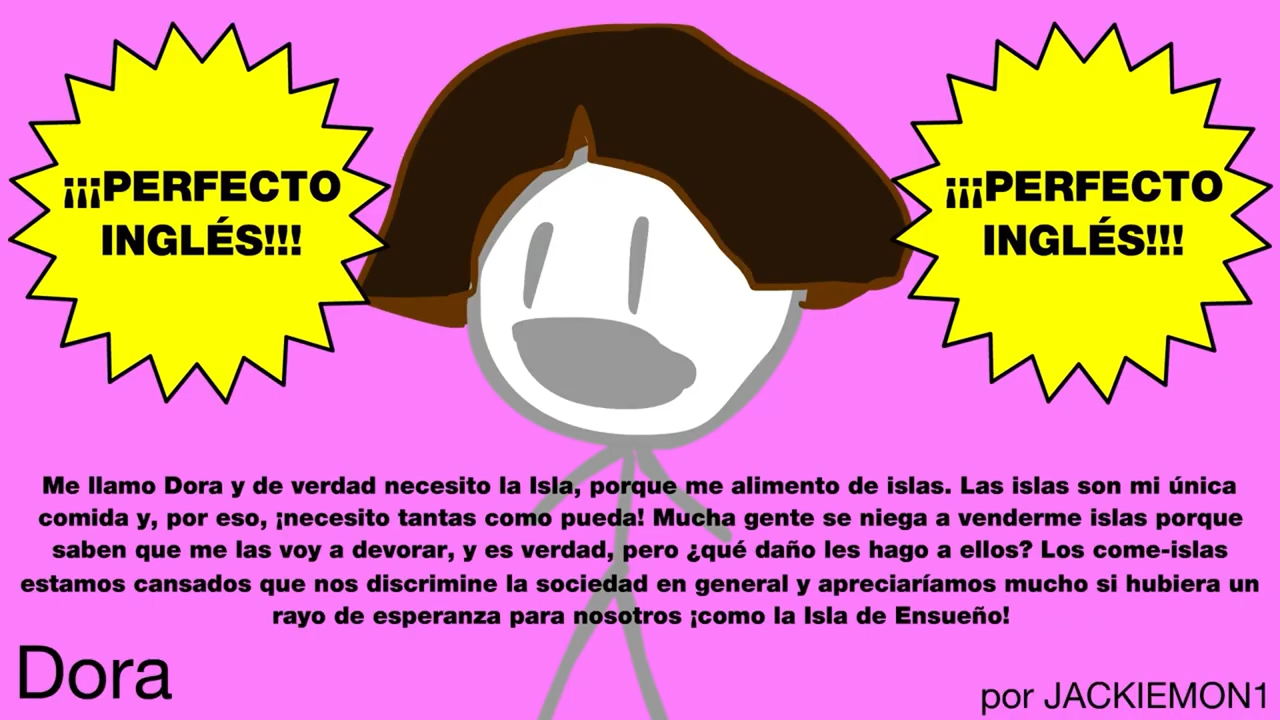 ¡¡¡PERFECTO
INGLÉS!!!
¡¡¡PERFECTO
INGLÉS!!!
Me llamo Dora y de verdad necesito la Isla, porque me alimento de islas. Las islas son mi única
comida y, por eso, ¡necesito tantas como pueda! Mucha gente se niega a venderme islas porque
saben que me las voy a devorar, y es verdad, pero ¿qué daño les hago a ellos? Los come-islas
estamos cansados que nos discrimine la sociedad en general y apreciaríamos mucho si hubiera un
rayo de esperanza para nosotros ¡como la Isla de Ensueño!
Dora
por JACKIEMON1